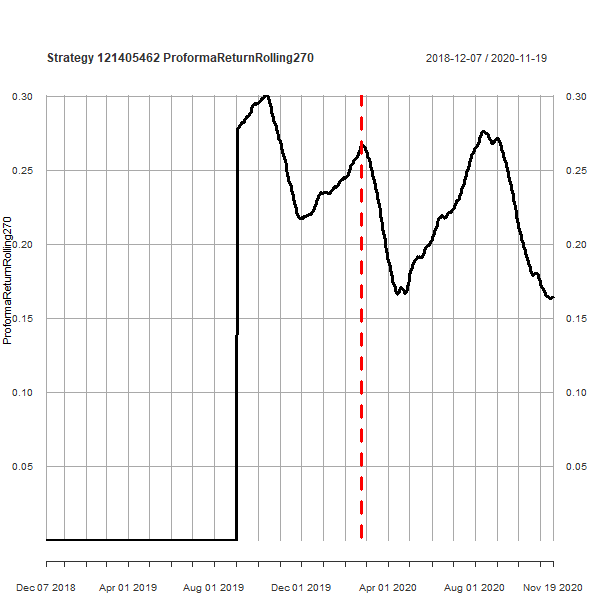 Strategy 121405462 ProformaReturnRolling270
2018-12-07 / 2020-11-19
0.30 0.30
0.25 0.25
0.20 0.20
0.15 0.15
0.10 0.10
0.05 0.05
ProformaReturnRolling270
Dec 07 2018 Apr 01 2019 Aug 01 2019 Dec 01 2019 Apr 01 2020 Aug 01 2020 Nov 19 2020